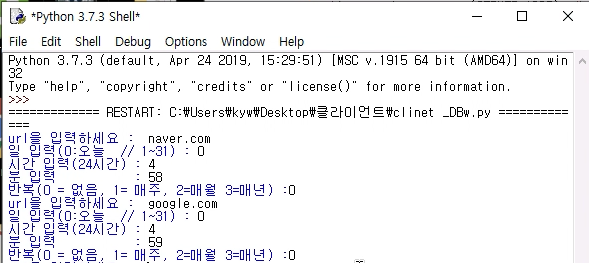 *Python 3.7.3 Shell*
File Edit Shell Debug Options Window Help
Python 3.7.3 (default, Apr 24 2019, 15:29:51) [MSC v.1915 64 bit (AMD64)] on win
32
Type "help", "copyright", "credits" or "license()" for more information.
>>>
============= RESTART: C:₩Users₩kyw₩Desktop₩클라이언트₩clinet _DBw.py ==========
===
url을 입력하세요 :  naver.com
일 입력(0:오늘  // 1~31) : 0
시간 입력(24시간) : 4
분 입력         : 58
반복(0 = 없음, 1= 매주, 2=매월 3=매년) :0
url을 입력하세요 :  google.com
일 입력(0:오늘  // 1~31) : 0
시간 입력(24시간) : 4
분 입력         : 59
반복(0 = 없음, 1= 매주, 2=매월 3=매년) :0